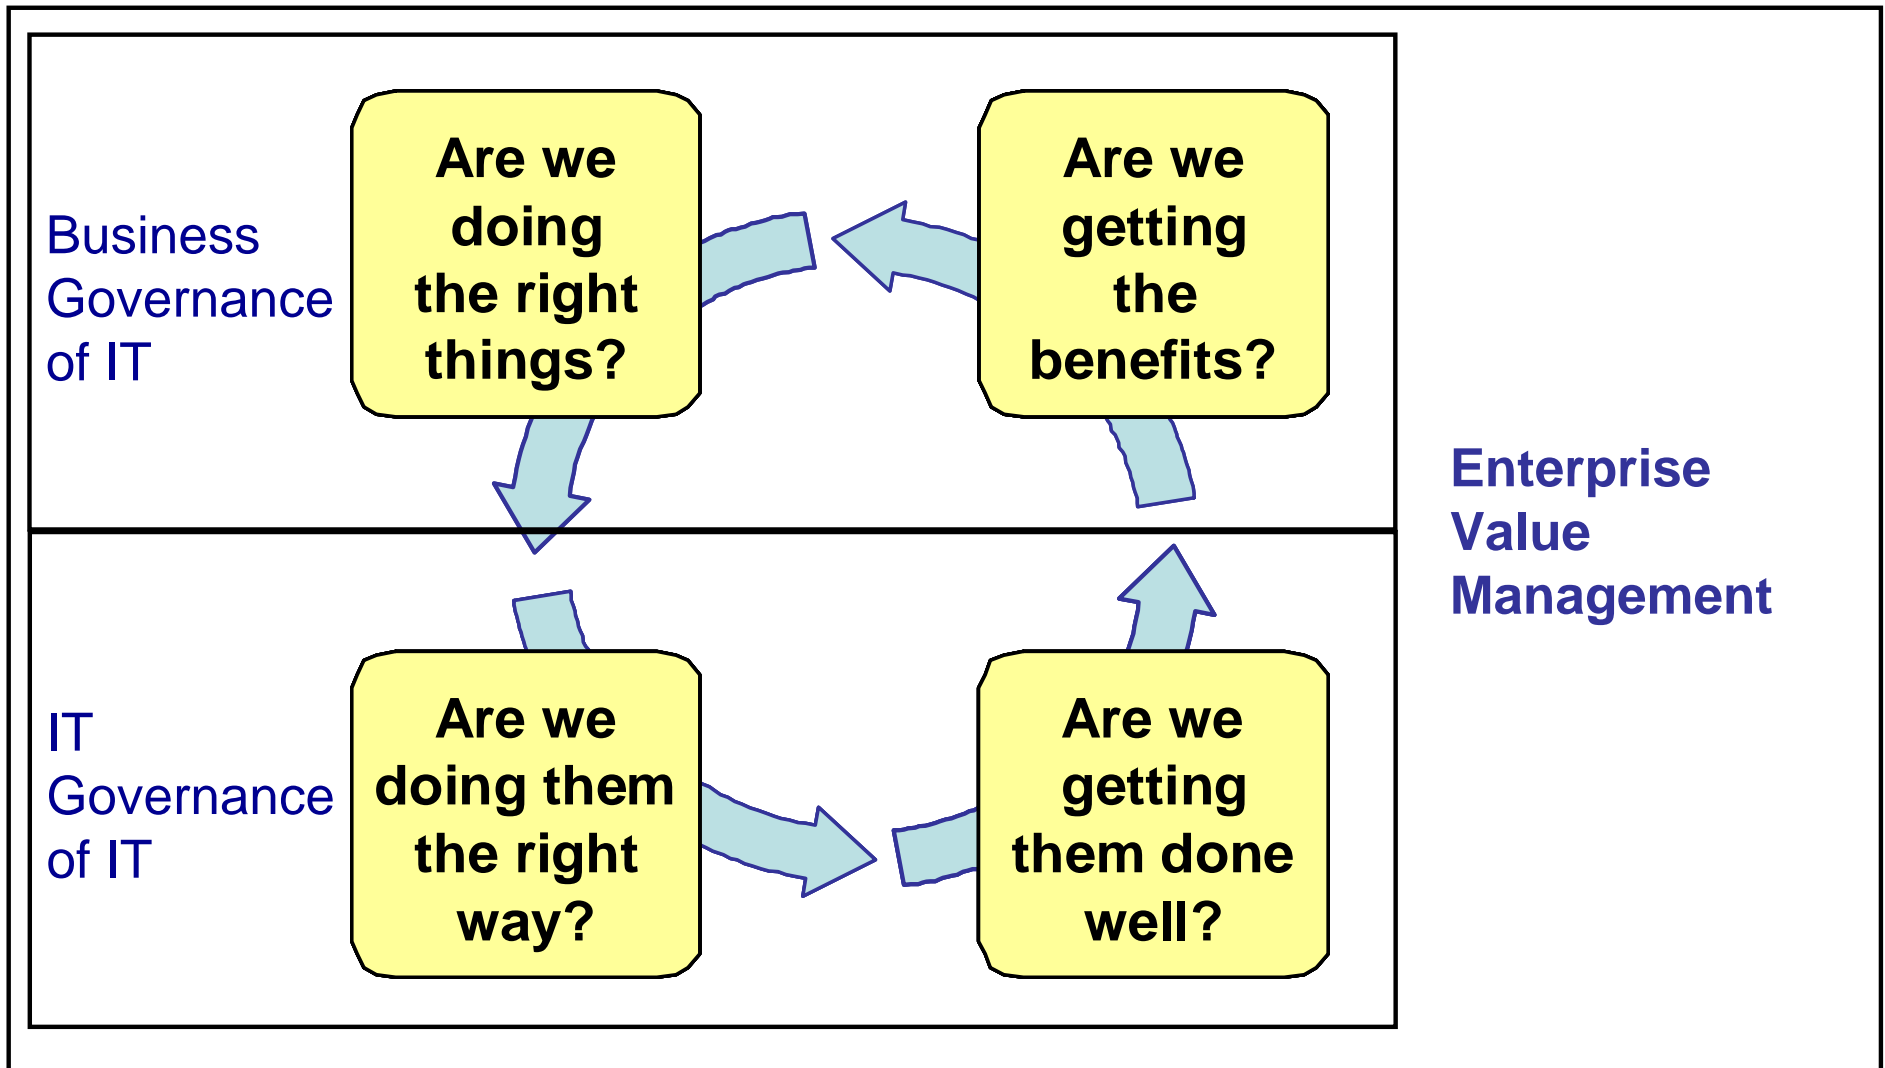 Business
Governance
of IT
Are we
doing
the right
things?
Are we
getting
the
benefits?
Enterprise
Value
Management
IT
Governance
of IT
Are we
doing them
the right
way?
Are we
getting
them done
well?